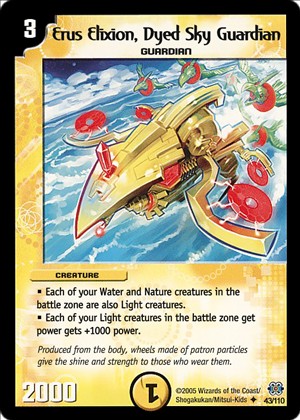 3
Erus Elixion, Dyed Sky Guardian
GUARDIAN
CREATURE
▪ Each of your Water and Nature creatures in the
battle zone are also Light creatures.
▪ Each of your Light creatures in the battle zone get
power gets +1000 power.
Produced from the body, wheels made of patron particles
give the shine and strength to those who wear them.
2000
©2005 Wizards of the Coast/
Shogakukan/Mitsui-Kids ✦ 43/110